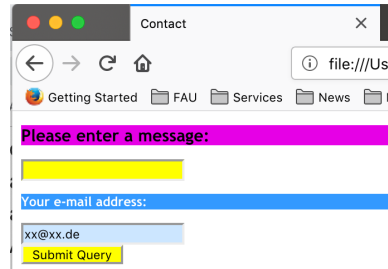 Contact
file:///Us
Getting Started FAU Services News
Please enter a message:
Your e-mail address:
xx@xx.de
Submit Query